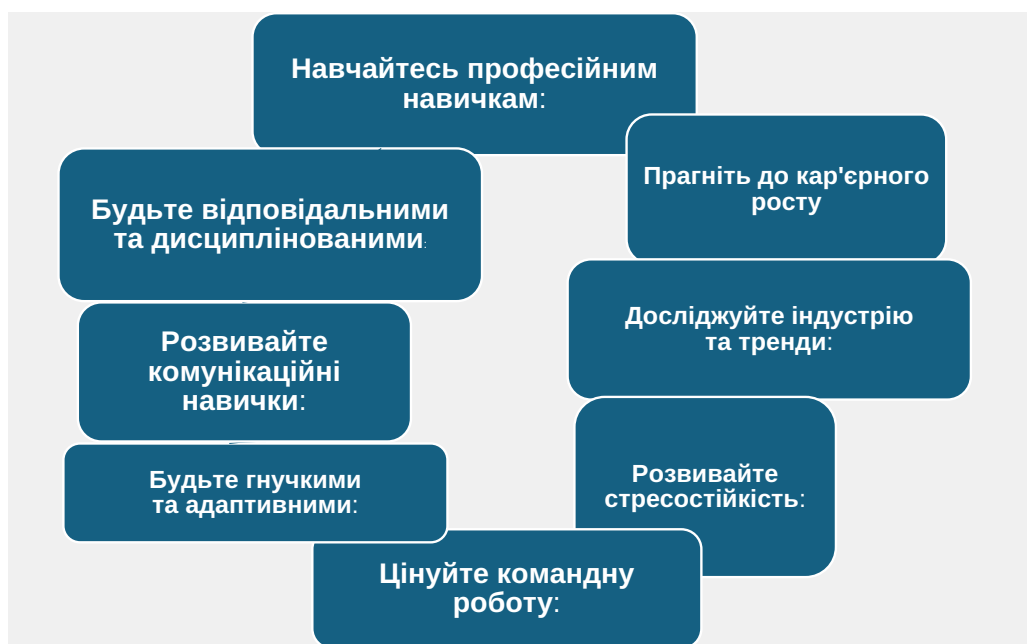 Навчайтесь професійним
навичкам:
Прагніть до кар'єрного
росту
Будьте відповідальними
та дисциплінованими:
Досліджуйте індустрію
та тренди:
Розвивайте
комунікаційні
навички:
Розвивайте
стресостійкість:
Будьте гнучкими
та адаптивними:
Цінуйте командну
роботу: